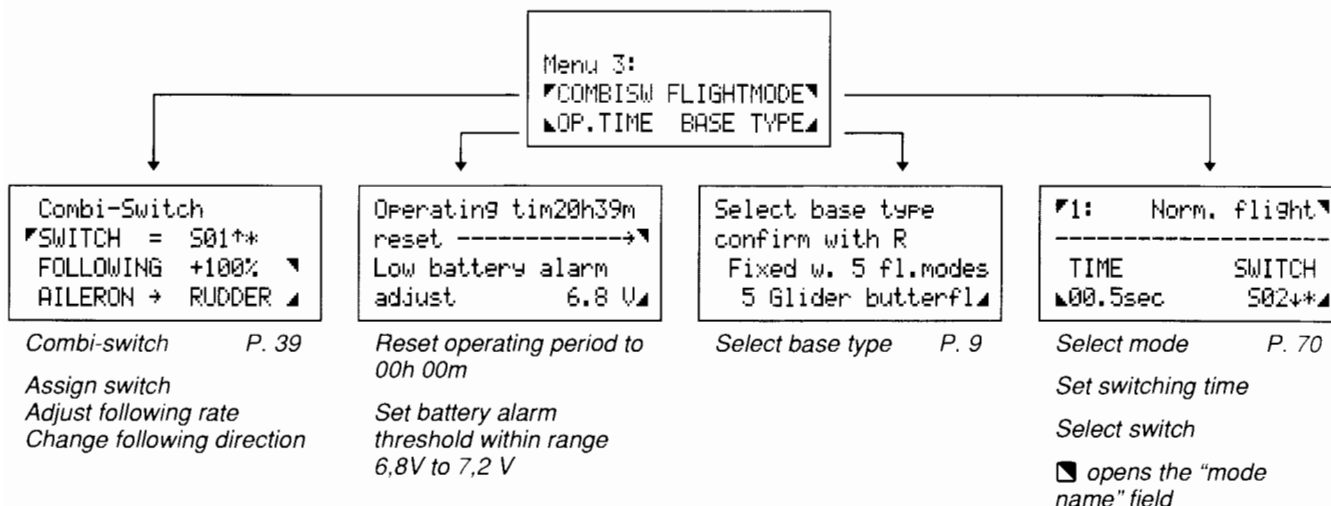 Menu 3:
COMBISW FLIGHTMODE
OP.TIME BASE TYPE
Combi-Switch
SWITCH = S01↑*
FOLLOWING +100%
AILERON → RUDDER
Combi-switch P. 39
Assign switch
Adjust following rate
Change following direction
Operating tim20h39m
reset ------------→
Low battery alarm
adjust 6.8 V
Reset operating period to
00h 00m
Set battery alarm
threshold within range
6,8V to 7,2 V
Select base type
confirm with R
Fixed w. 5 fl.modes
5 Glider butterfl
Select base type P. 9
1: Norm. flight
--------------------
TIME SWITCH
00.5sec S02↓*
Select mode P. 70
Set switching time
Select switch
opens the "mode
name" field